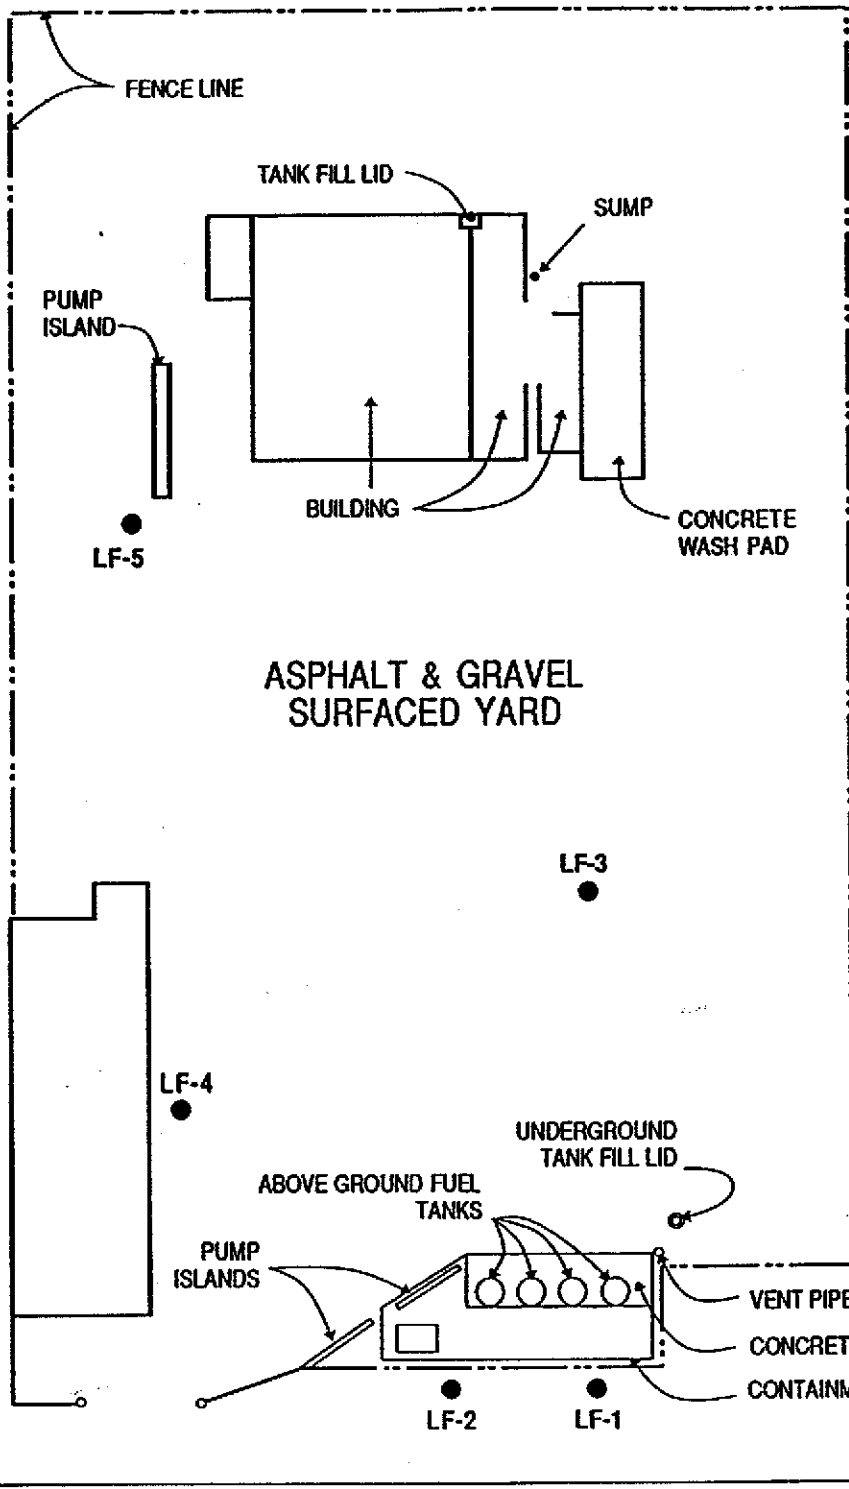 FENCE LINE
TANK FILL LID
SUMP
PUMP
ISLAND
BUILDING
CONCRETE
WASH PAD
LF-5
ASPHALT & GRAVEL
SURFACED YARD
LF-3
LF-4
UNDERGROUND
TANK FILL LID
ABOVE GROUND FUEL
TANKS
PUMP
ISLANDS
VENT PIPE
CONCRET
CONTAINM
LF-2
LF-1